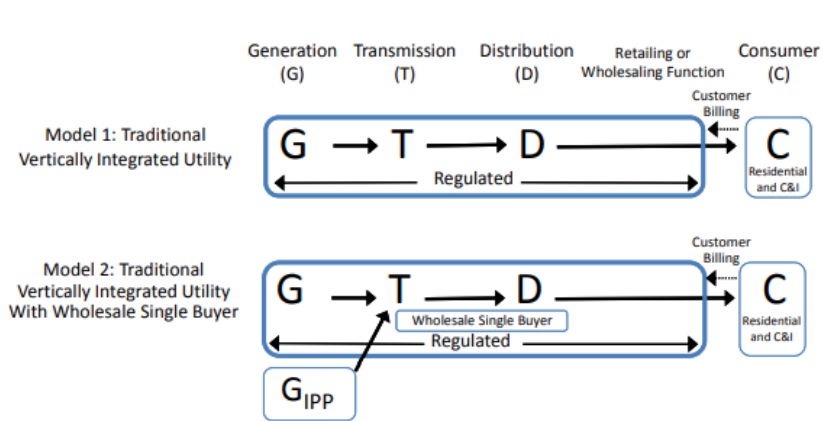 Generation
(G)
Transmission
(T)
Distribution
(D)
Retailing or
Wholesaling Function
Consumer
(C)
Model 1: Traditional
Vertically Integrated Utility
G
T
D
Customer
Billing
C
Residential
and C&I
Regulated
Model 2: Traditional
Vertically Integrated Utility
With Wholesale Single Buyer
G
T
D
Customer
Billing
C
Residential
and C&I
Wholesale Single Buyer
Regulated
GIPP